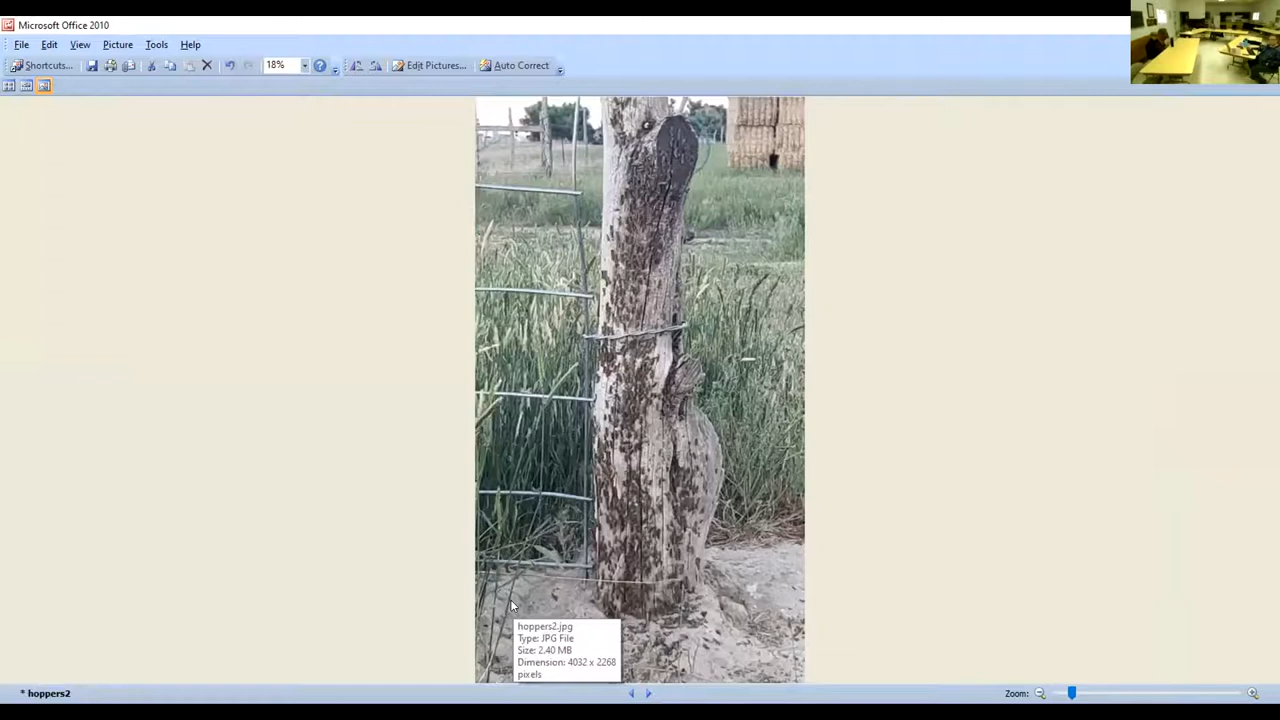 Microsoft Office 2010
File Edit View Picture Tools Help
Shortcuts... 18% Edit Pictures... Auto Correct
hoppers2.jpg
Type: JPG File
Size: 2.40 MB
Dimension: 4032 x 2268
pixels
* hoppers2
Zoom: